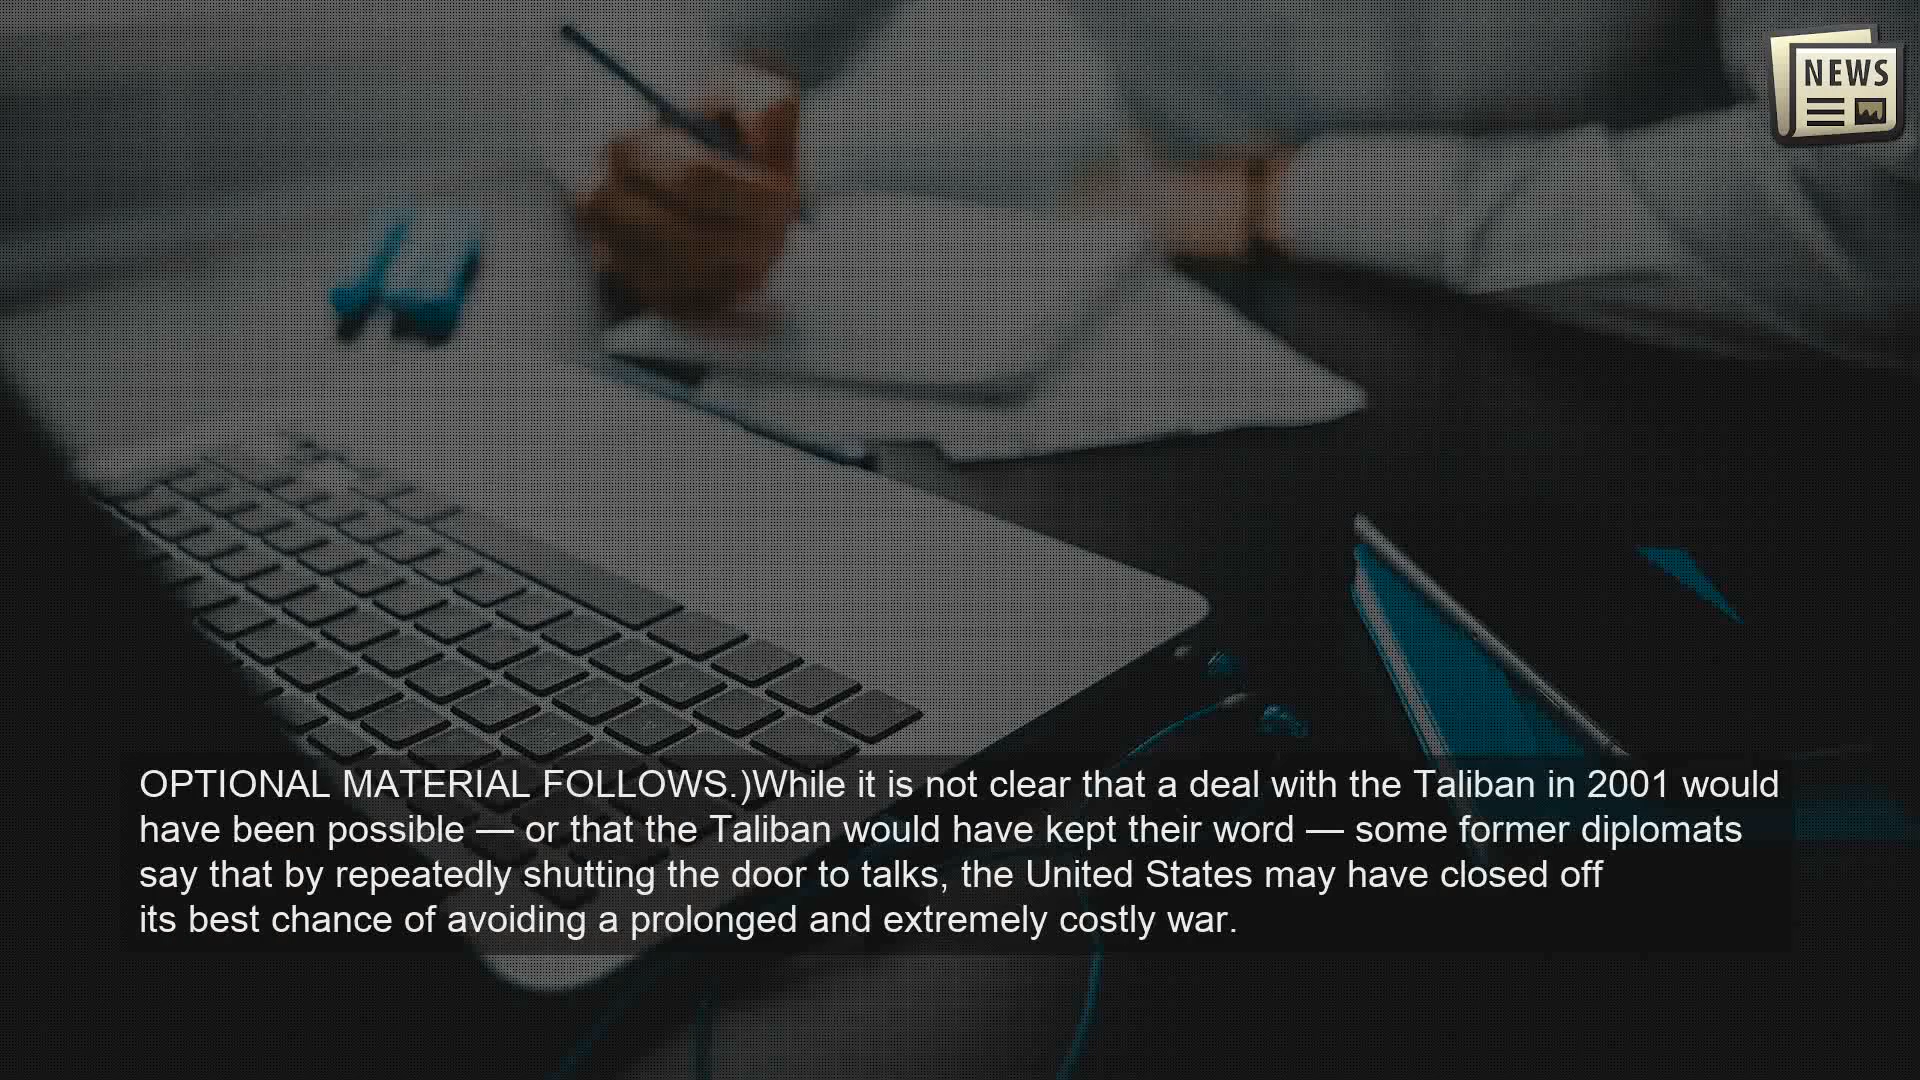 NEWS
OPTIONAL MATERIAL FOLLOWS.)While it is not clear that a deal with the Taliban in 2001 would
have been possible — or that the Taliban would have kept their word — some former diplomats
say that by repeatedly shutting the door to talks, the United States may have closed off
its best chance of avoiding a prolonged and extremely costly war.